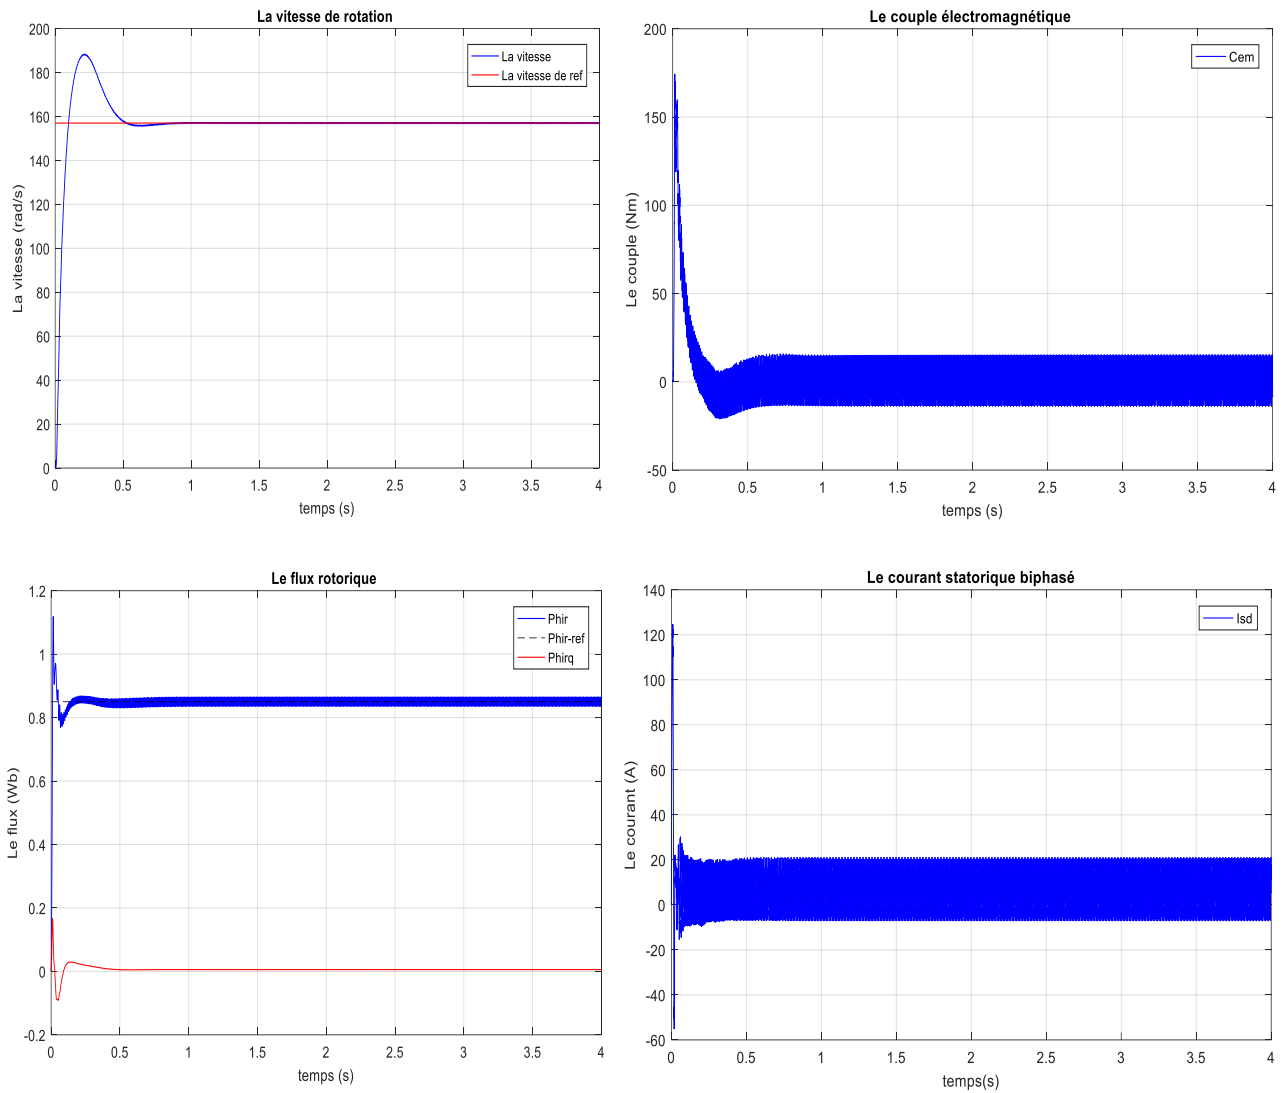 La vitesse de rotation
200
180
160
140
120
100
80
60
40
20
0
La vitesse (rad/s)
La vitesse
La vitesse de ref
0 0.5 1 1.5 2 2.5 3 3.5 4
temps (s)
Le couple électromagnétique
200
150
100
50
0
-50
Le couple (Nm)
Cem
0 0.5 1 1.5 2 2.5 3 3.5 4
temps (s)
Le flux rotorique
1.2
1
0.8
0.6
0.4
0.2
0
-0.2
Le flux (Wb)
Phir
Phir-ref
Phirq
0 0.5 1 1.5 2 2.5 3 3.5 4
temps (s)
Le courant statorique biphasé
140
120
100
80
60
40
20
0
-20
-40
-60
Le courant (A)
Isd
0 0.5 1 1.5 2 2.5 3 3.5 4
temps(s)